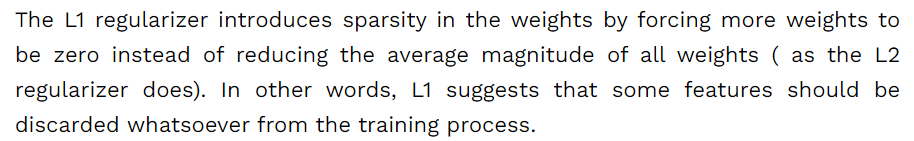 The L1 regularizer introduces sparsity in the weights by forcing more weights to
be zero instead of reducing the average magnitude of all weights ( as the L2
regularizer does). In other words, L1 suggests that some features should be
discarded whatsoever from the training process.